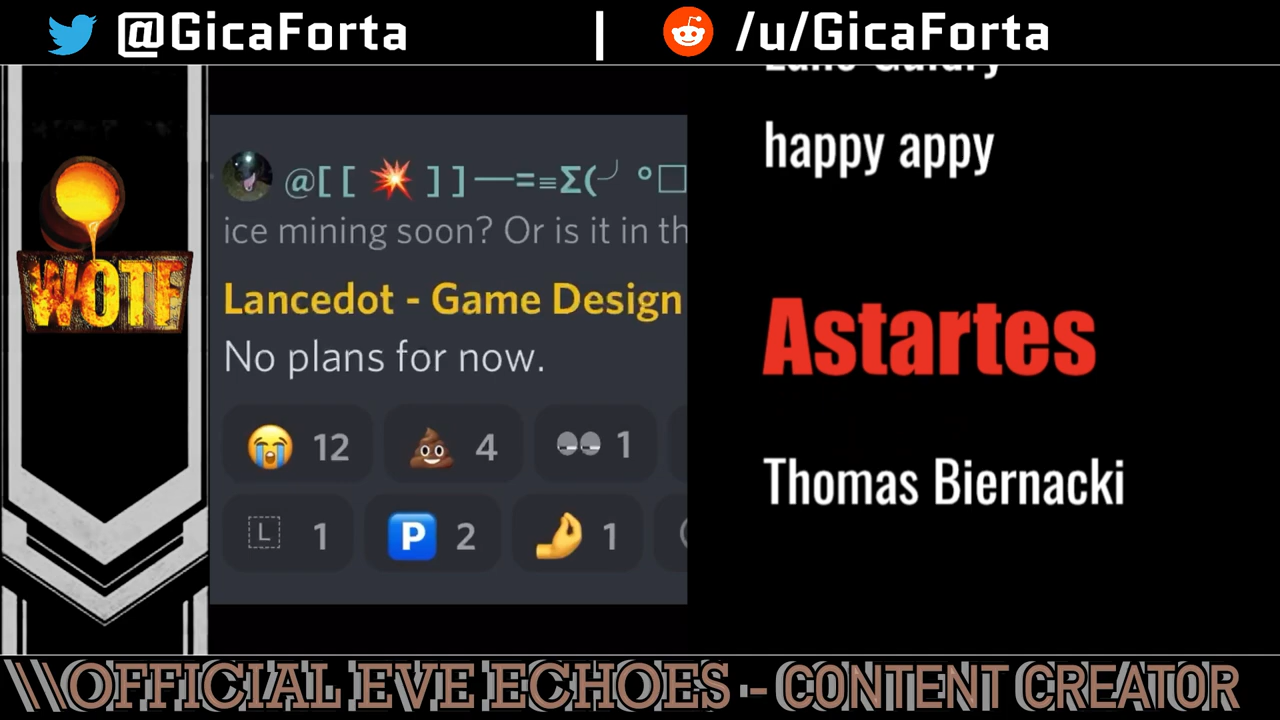 @GicaForta | /u/GicaForta
happy appy
WOTF
@[[ 💥 ]]━━=≡Σ(╯°□
ice mining soon? Or is it in th
Lancedot - Game Design
No plans for now.
😭 12 💩 4 👀 1
🇱 1 🅿️ 2 🤌 1
Astartes
Thomas Biernacki
\\OFFICIAL EVE ECHOES - CONTENT CREATOR